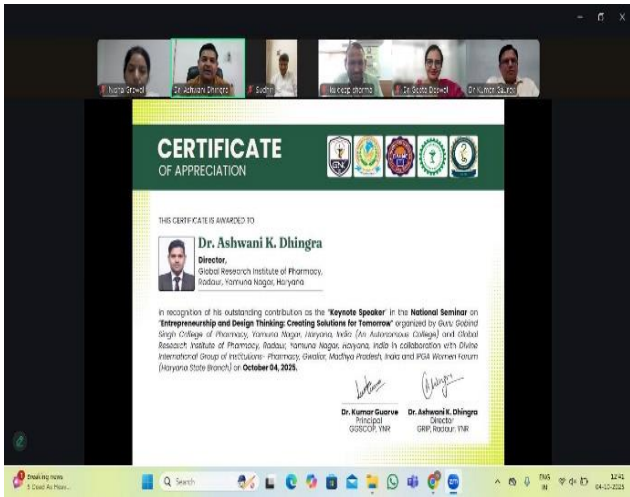 Nisha Grewal
Dr. Ashwani Dhingra
Sudhir
kuldeep sharma
Dr. Geeta Deswal
Dr Kumar Guarve
CERTIFICATE
OF APPRECIATION
THIS CERTIFICATE IS AWARDED TO
Dr. Ashwani K. Dhingra
Director,
Global Research Institute of Pharmacy,
Radaur, Yamuna Nagar, Haryana
in recognition of his outstanding contribution as the "Keynote Speaker" in the National Seminar on
"Entrepreneurship and Design Thinking: Creating Solutions for Tomorrow" organized by Guru Gobind
Singh College of Pharmacy, Yamuna Nagar, Haryana, India (An Autonomous College) and Global
Research Institute of Pharmacy, Radaur, Yamuna Nagar, Haryana, India in collaboration with Divine
International Group of Institutions- Pharmacy, Gwalior, Madhya Pradesh, India and IPGA Women Forum
(Haryana State Branch) on October 04, 2025.
Dr. Kumar Guarve
Principal
GGSCOP, YNR
Dr. Ashwani K. Dhingra
Director
GRIP, Radaur, YNR
Breaking news
Search
ENG
IN
12:41
04-10-2025